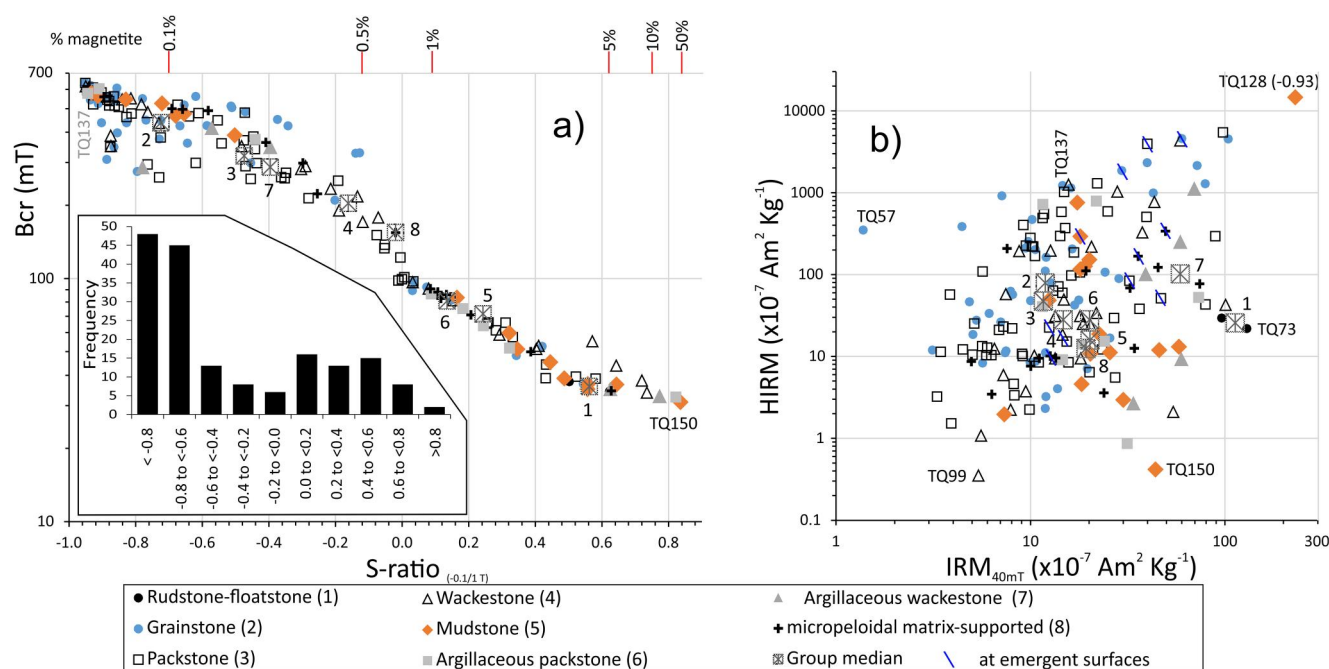 % magnetite
0.1%
0.5%
1%
5%
10%
50%
a)
700
100
10
Bcr (mT)
TQ137
2
3
7
4
8
6
5
1
TQ150
-1.0 -0.8 -0.6 -0.4 -0.2 0.0 0.2 0.4 0.6 0.8
S-ratio (-0.1/1 T)
Frequency
50
45
40
35
30
25
20
15
10
5
0
< -0.8
-0.8 to <-0.6
-0.6 to <-0.4
-0.4 to <-0.2
-0.2 to <0.0
0.0 to <0.2
0.2 to <0.4
0.4 to <0.6
0.6 to <0.8
>0.8
b)
HIRM (x10⁻⁷ Am² Kg⁻¹)
10000
1000
100
10
1
0.1
TQ128 (-0.93)
TQ137
TQ57
2
7
3
6
1
4
5
TQ73
8
TQ99
TQ150
1 10 100 300
IRM40mT (x10⁻⁷ Am² Kg⁻¹)
Rudstone-floatstone (1) Wackestone (4) Argillaceous wackestone (7)
Grainstone (2) Mudstone (5) micropeloidal matrix-supported (8)
Packstone (3) Argillaceous packstone (6) Group median at emergent surfaces